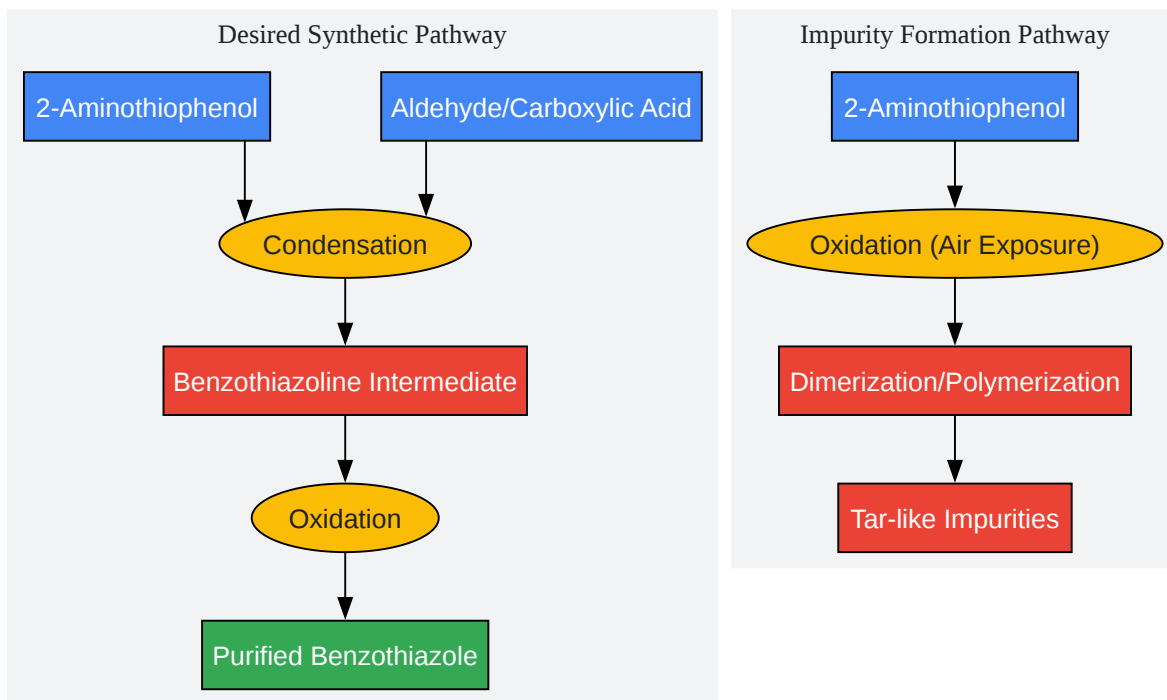 Desired Synthetic Pathway
2-Aminothiophenol
Aldehyde/Carboxylic Acid
Condensation
Benzothiazoline Intermediate
Oxidation
Purified Benzothiazole
Impurity Formation Pathway
2-Aminothiophenol
Oxidation (Air Exposure)
Dimerization/Polymerization
Tar-like Impurities